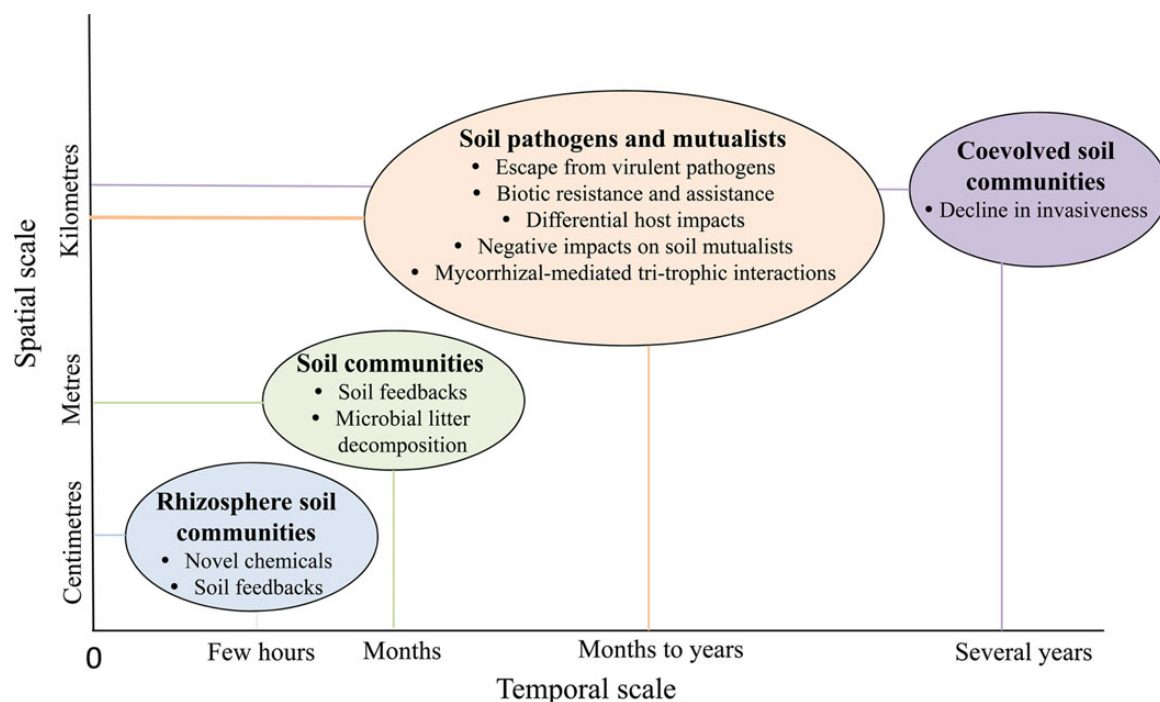 Spatial scale
Kilometres
Metres
Centimetres
Soil pathogens and mutualists
• Escape from virulent pathogens
• Biotic resistance and assistance
• Differential host impacts
• Negative impacts on soil mutualists
• Mycorrhizal-mediated tri-trophic interactions
Coevolved soil
communities
• Decline in invasiveness
Soil communities
• Soil feedbacks
• Microbial litter
decomposition
Rhizosphere soil
communities
• Novel chemicals
• Soil feedbacks
0
Few hours
Months
Months to years
Several years
Temporal scale